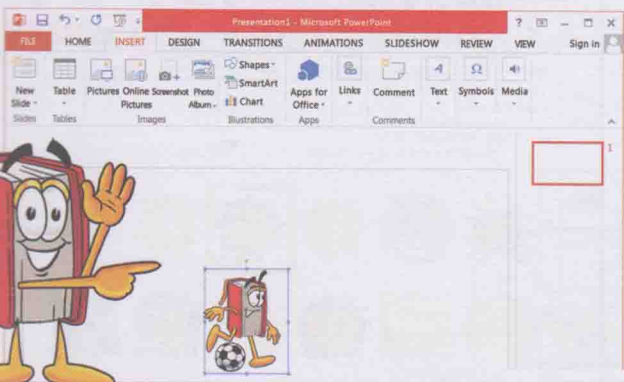 Presentation1 - Microsoft PowerPoint ?
FILE HOME INSERT DESIGN TRANSITIONS ANIMATIONS SLIDESHOW REVIEW VIEW Sign in
New Slide Table Pictures Online Pictures Screenshot Photo Album Shapes SmartArt Chart Apps for Office Links Comment Text Symbols Media
Slides Tables Images Illustrations Apps Comments
1